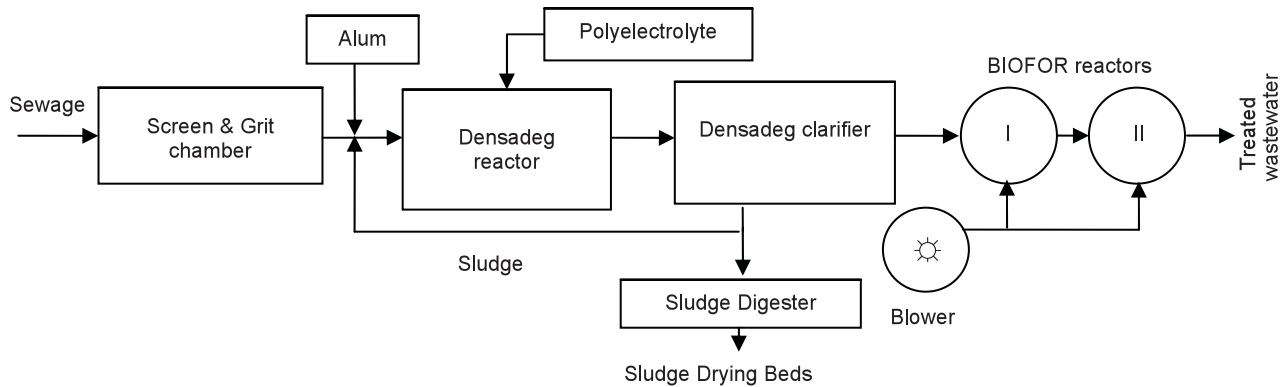 Alum
Polyelectrolyte
BIOFOR reactors
Sewage
Screen & Grit
chamber
Densadeg
reactor
Densadeg clarifier
I
II
Treated
wastewater
Sludge
Sludge Digester
Blower
Sludge Drying Beds